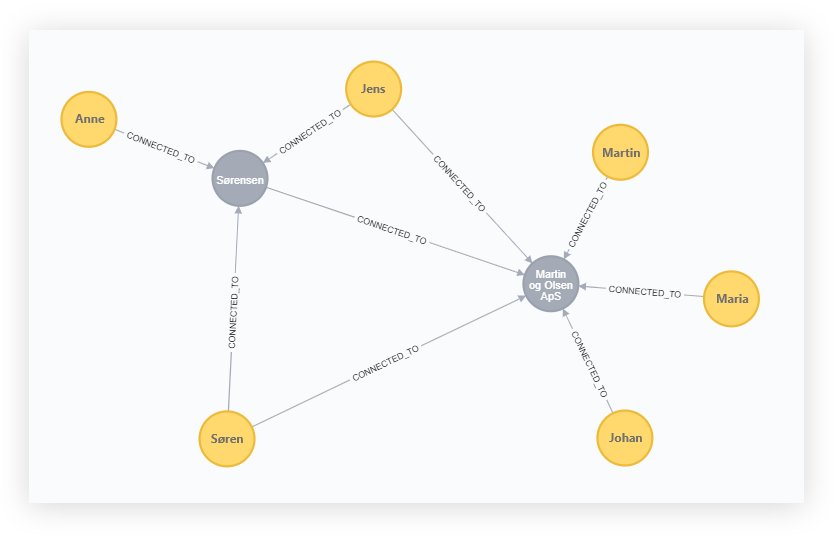 Jens
Anne
CONNECTED_TO
CONNECTED_TO
Martin
CONNECTED_TO
Sørensen
CONNECTED_TO
CONNECTED_TO
Martin
og Olsen
ApS
CONNECTED_TO
Maria
CONNECTED_TO
CONNECTED_TO
CONNECTED_TO
Søren
Johan